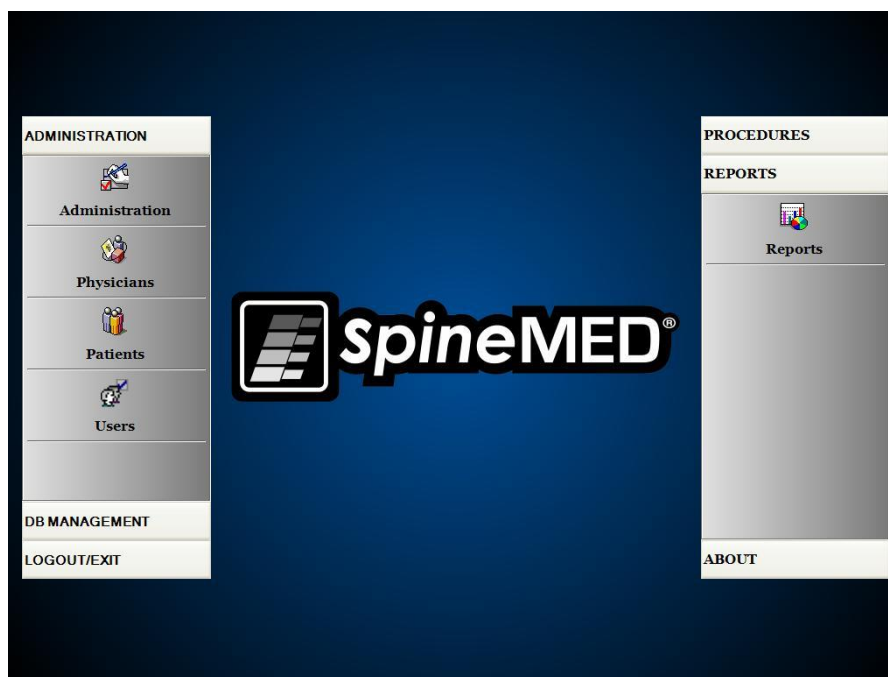 ADMINISTRATION
Administration
Physicians
Patients
Users
DB MANAGEMENT
LOGOUT/EXIT
SpineMED®
PROCEDURES
REPORTS
Reports
ABOUT